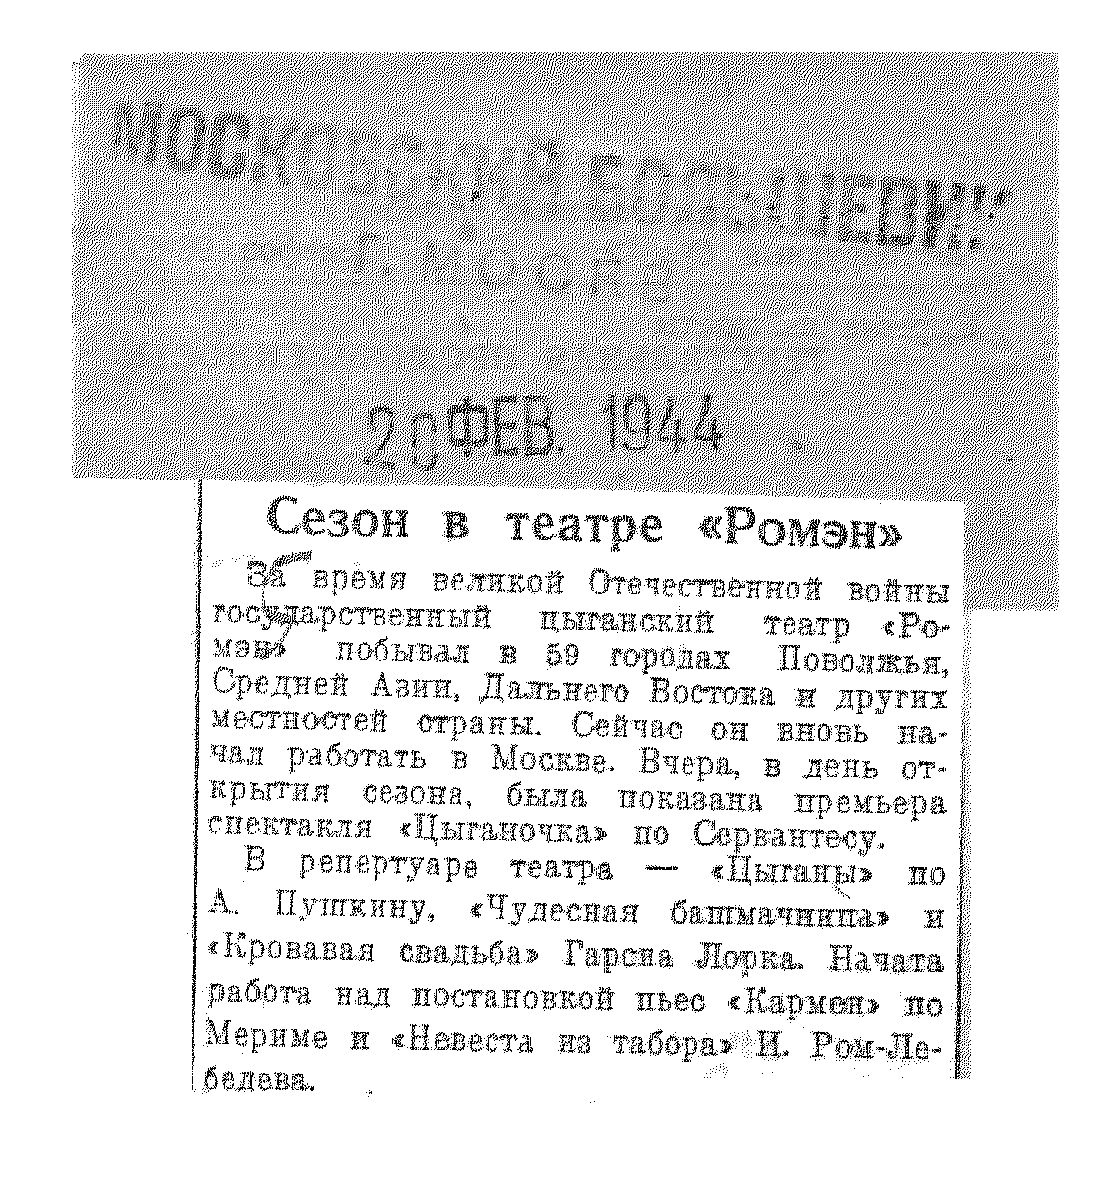 20 ФЕВ 1944
Сезон в театре «Ромэн»
За время великой Отечественной войны
государственный цыганский театр «Ро-
мэн» побывал в 59 городах Поволжья,
Средней Азии, Дальнего Востока и других
местностей страны. Сейчас он вновь на-
чал работать в Москве. Вчера, в день от-
крытия сезона, была показана премьера
спектакля «Цыганочка» по Сервантесу.
В репертуаре театра — «Цыганы» по
А. Пушкину, «Чудесная башмачница» и
«Кровавая свадьба» Гарсиа Лорка. Начата
работа над постановкой пьес «Кармен» по
Мериме и «Невеста из табора» И. Ром-Ле-
бедева.